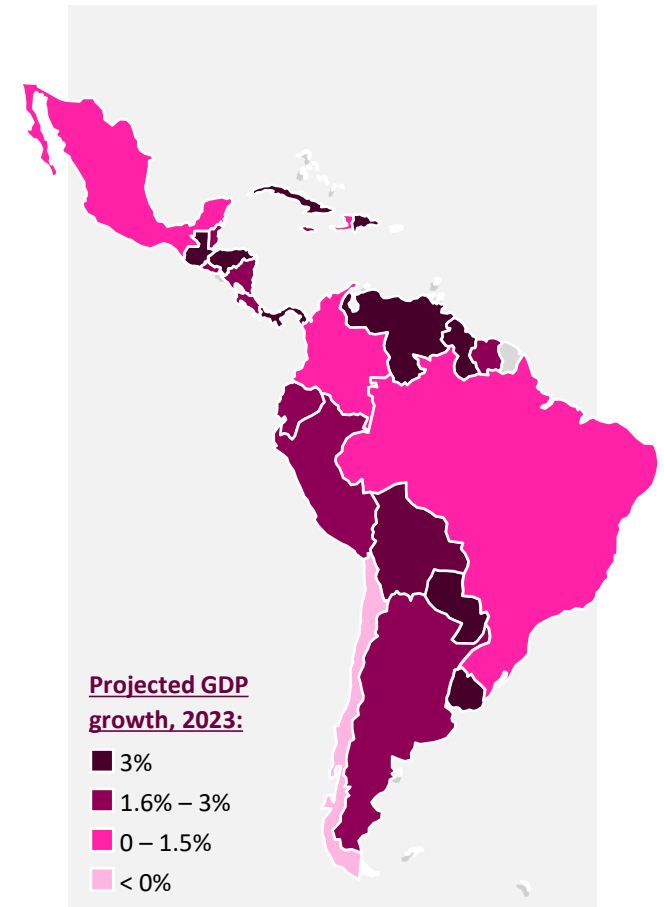 Projected GDP
growth, 2023:
3%
1.6% – 3%
0 – 1.5%
< 0%